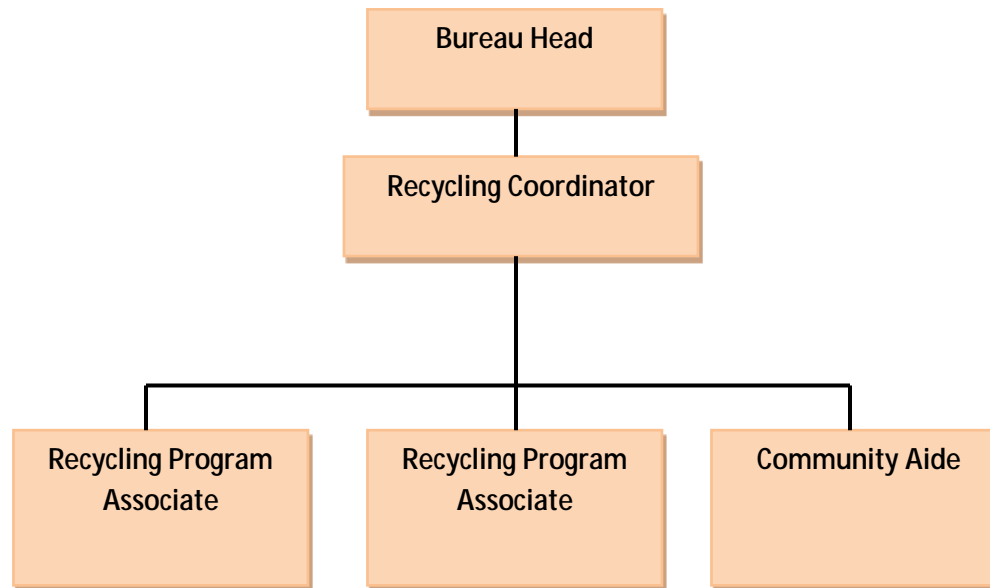 Bureau Head
Recycling Coordinator
Recycling Program
Associate
Recycling Program
Associate
Community Aide